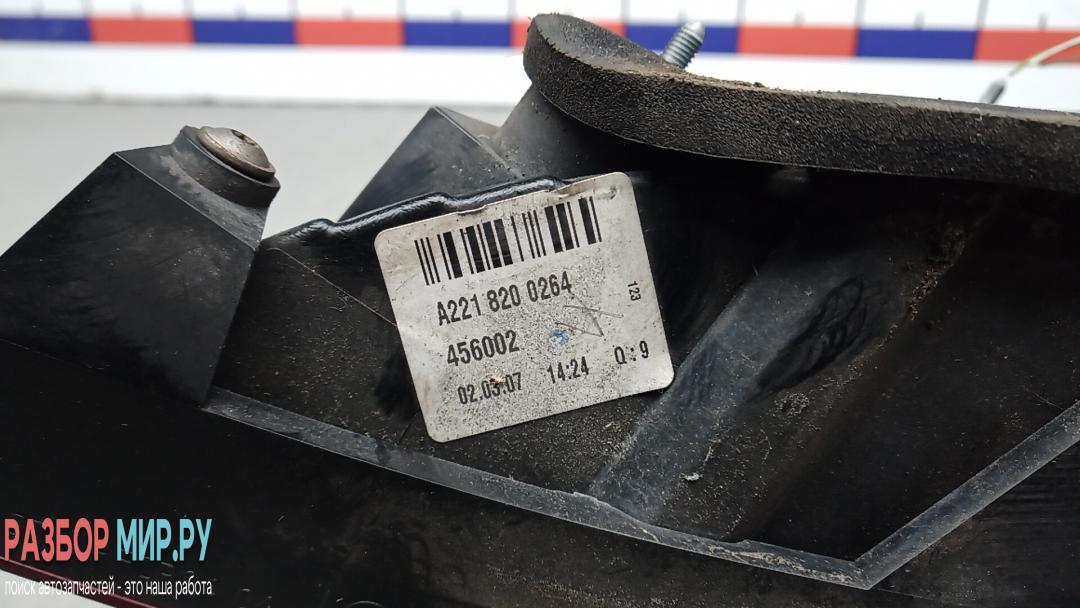 A221 820 0264
123
456002
02.03.07 14:24 Q:9
РАЗБОР МИР.РУ
поиск автозапчастей - это наша работа